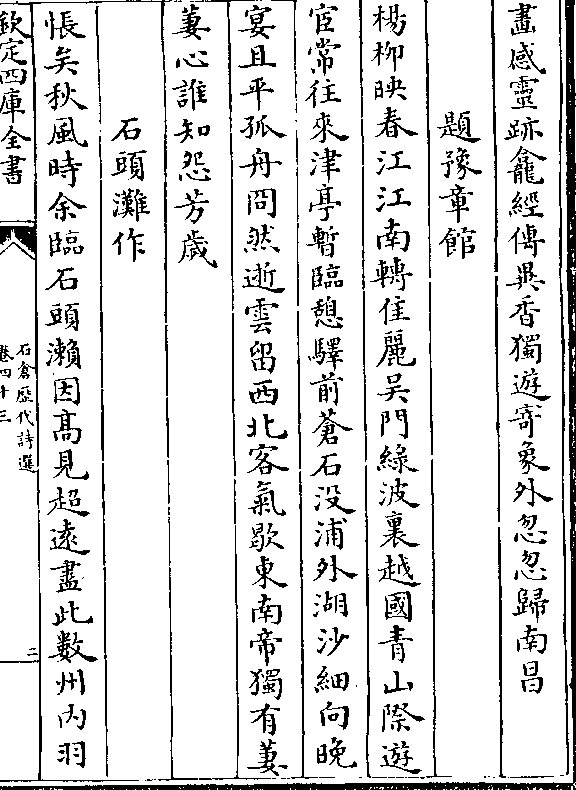 畫感靈跡龕經傳異香獨遊寄象外忽忽歸南昌
題豫章館
楊柳映春江江南轉佳麗吳門綠波裏越國青山際遊
宦常往來津亭暫臨憩驛前蒼石没浦外湖沙細向晚
宴且平孤舟問然逝雲留西北客氣歇東南帝獨有萋
萋心誰知怨芳歲
石頭灘作
悵矣秋風時余臨石頭瀨因髙見超遠盡此數州内羽
欽定四庫全書
石倉歷代詩選
卷四十三
三